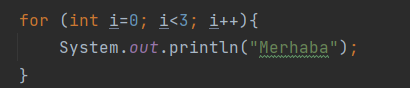 for (int i=0; i<3; i++){
    System.out.println("Merhaba");
}